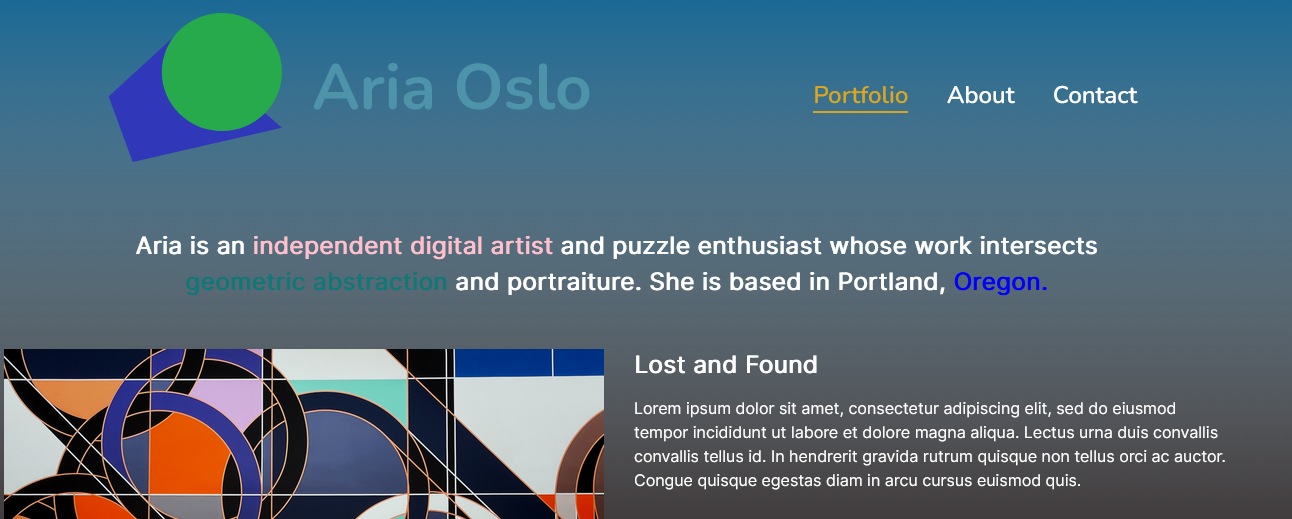 Aria Oslo
Portfolio About Contact
Aria is an independent digital artist and puzzle enthusiast whose work intersects
geometric abstraction and portraiture. She is based in Portland, Oregon.
Lost and Found
Lorem ipsum dolor sit amet, consectetur adipiscing elit, sed do eiusmod
tempor incididunt ut labore et dolore magna aliqua. Lectus urna duis convallis
convallis tellus id. In hendrerit gravida rutrum quisque non tellus orci ac auctor.
Congue quisque egestas diam in arcu cursus euismod quis.